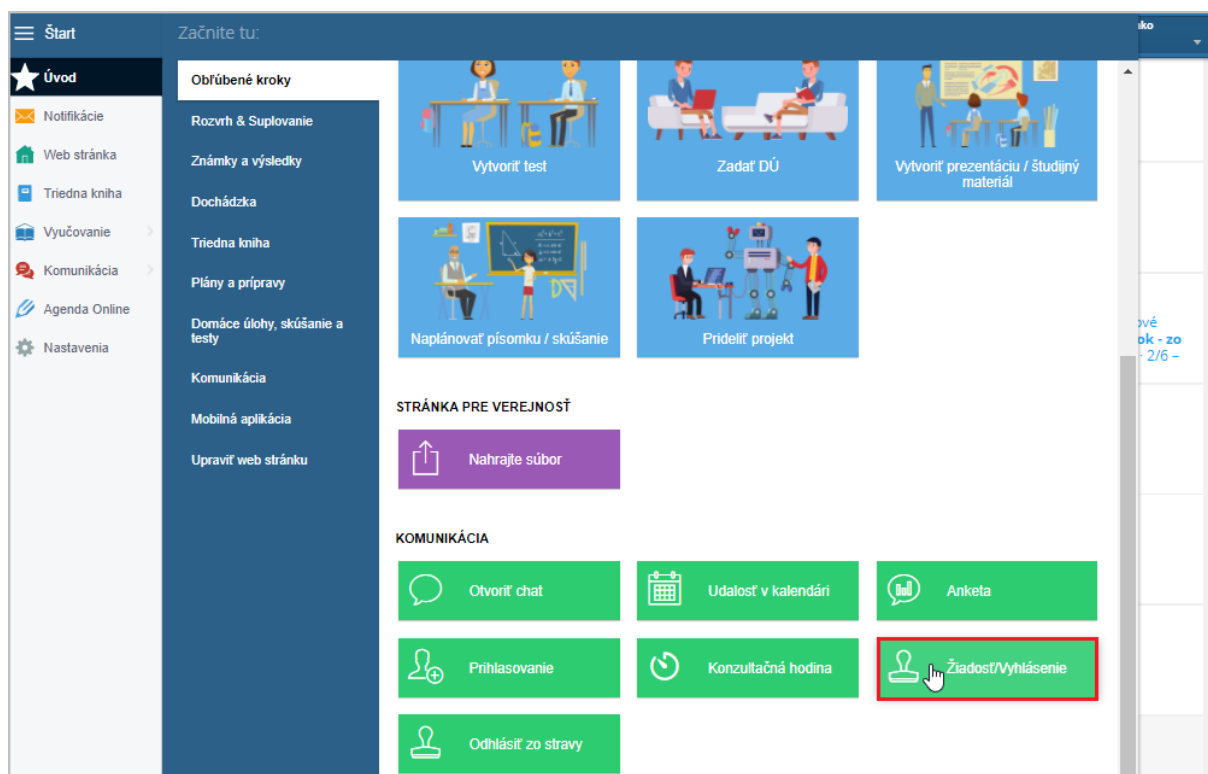 Štart
Začnite tu:
Úvod
Notifikácie
Web stránka
Triedna kniha
Vyučovanie
Komunikácia
Agenda Online
Nastavenia
Obľúbené kroky
Rozvrh & Suplovanie
Známky a výsledky
Dochádzka
Triedna kniha
Plány a prípravy
Domáce úlohy, skúšanie a
testy
Komunikácia
Mobilná aplikácia
Upraviť web stránku
Vytvoriť test
Zadať DÚ
Vytvoriť prezentáciu / študijný
materiál
Naplánovať písomku / skúšanie
Prideliť projekt
STRÁNKA PRE VEREJNOSŤ
Nahrajte súbor
KOMUNIKÁCIA
Otvoriť chat
Udalosť v kalendári
Anketa
Prihlasovanie
Konzultačná hodina
Žiadosť/Vyhlásenie
Odhlásiť zo stravy
ko
ové
ok - zo
2/6 –